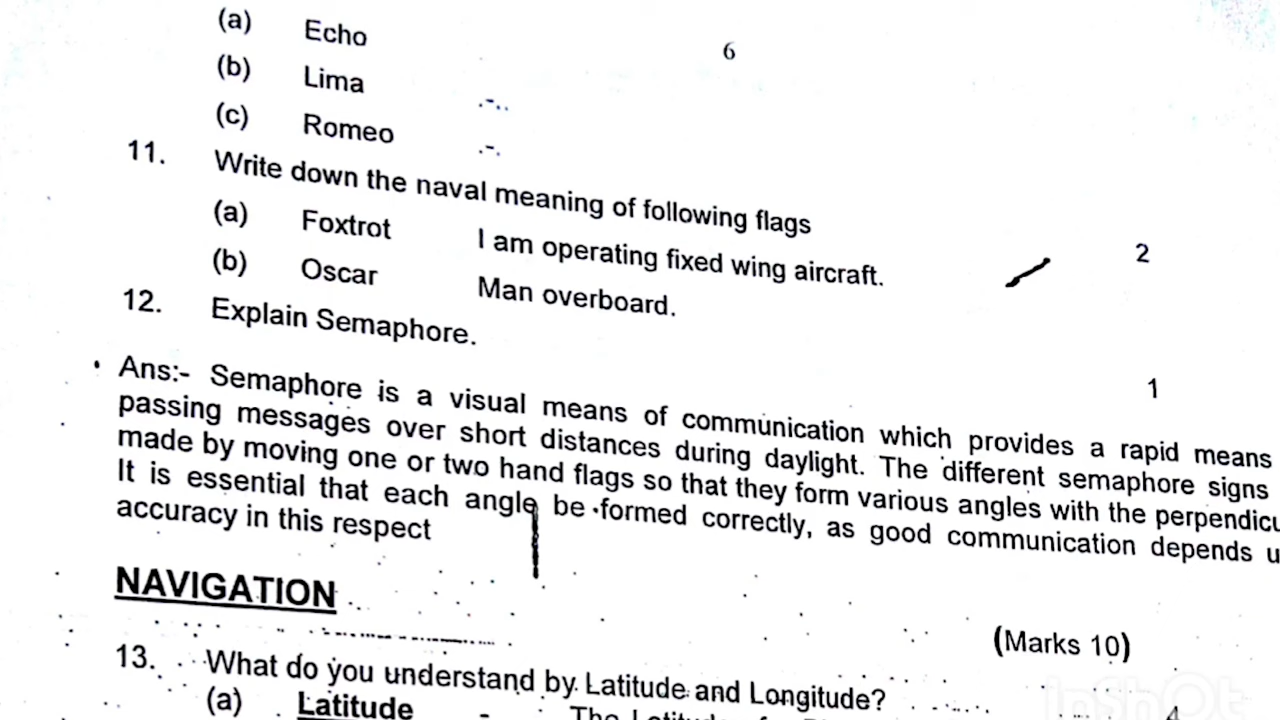 (a) Echo
6
(b) Lima .-..
(c) Romeo .-.
11. Write down the naval meaning of following flags
(a) Foxtrot I am operating fixed wing aircraft. 2
(b) Oscar Man overboard.
12. Explain Semaphore.
1
Ans:- Semaphore is a visual means of communication which provides a rapid means
passing messages over short distances during daylight. The different semaphore signs
made by moving one or two hand flags so that they form various angles with the perpendicu
It is essential that each angle be formed correctly, as good communication depends u
accuracy in this respect
NAVIGATION
(Marks 10)
13. What do you understand by Latitude and Longitude?
(a) Latitude - The
InShOt